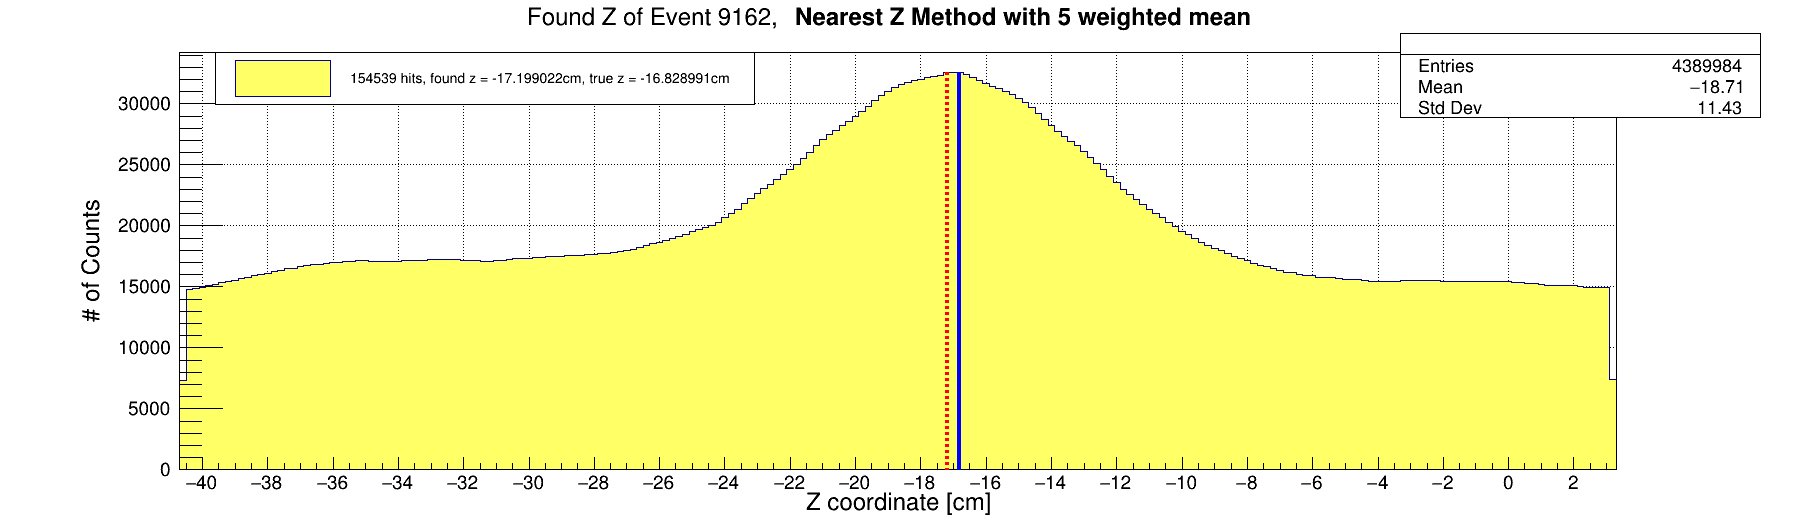 Found Z of Event 9162, Nearest Z Method with 5 weighted mean
154539 hits, found z = -17.199022cm, true z = -16.828991cm
Entries 4389984
Mean −18.71
Std Dev 11.43
# of Counts
30000
25000
20000
15000
10000
5000
0
−40 −38 −36 −34 −32 −30 −28 −26 −24 −22 −20 −18 −16 −14 −12 −10 −8 −6 −4 −2 0 2
Z coordinate [cm]